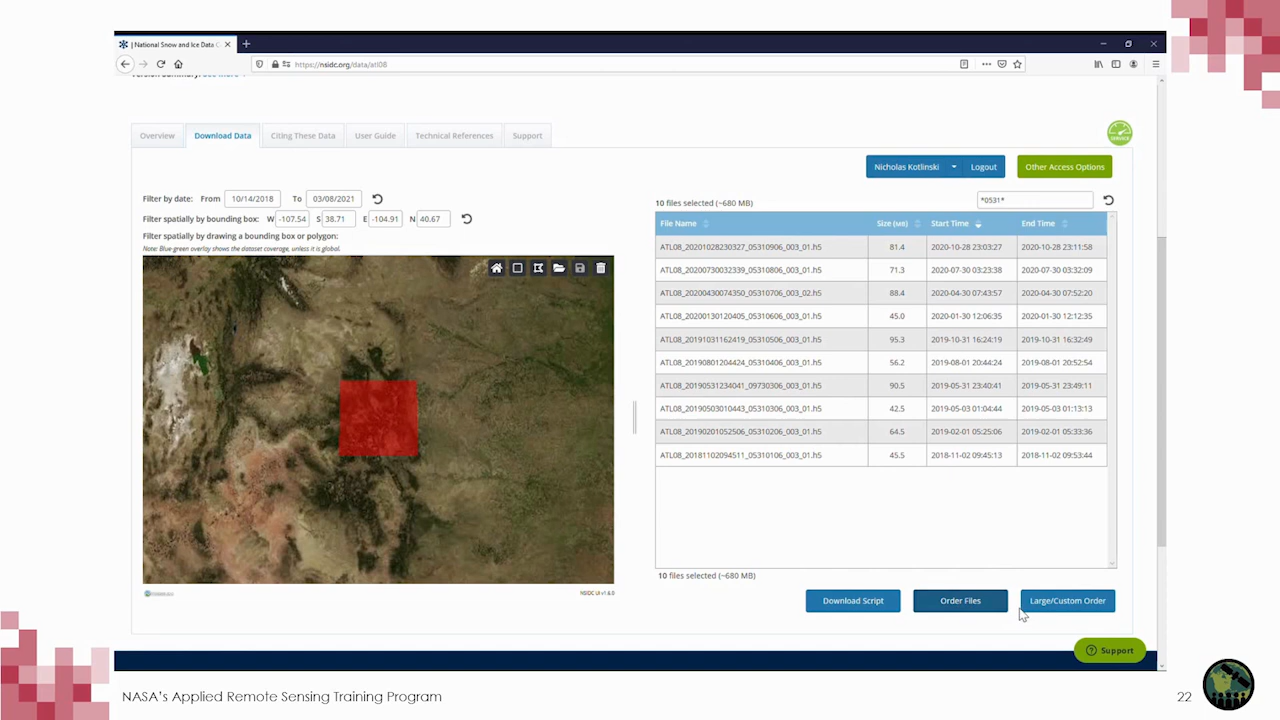 | National Snow and Ice Data C
https://nsidc.org/data/atl08
Overview Download Data Citing These Data User Guide Technical References Support
SERVICE
Nicholas Kotlinski Logout Other Access Options
Filter by date: From 10/14/2018 To 03/08/2021
Filter spatially by bounding box: W -107.54 S 38.71 E -104.91 N 40.67
Filter spatially by drawing a bounding box or polygon:
Note: Blue-green overlay shows the dataset coverage, unless it is global.
NSIDC UI v1.6.0
10 files selected (~680 MB) *0531*
File Name Size (MB) Start Time End Time
ATL08_20201028230327_05310906_003_01.h5 81.4 2020-10-28 23:03:27 2020-10-28 23:11:58
ATL08_20200730032339_05310806_003_01.h5 71.3 2020-07-30 03:23:38 2020-07-30 03:32:09
ATL08_20200430074350_05310706_003_02.h5 88.4 2020-04-30 07:43:57 2020-04-30 07:52:20
ATL08_20200130120405_05310606_003_01.h5 45.0 2020-01-30 12:06:35 2020-01-30 12:12:35
ATL08_20191031162419_05310506_003_01.h5 95.3 2019-10-31 16:24:19 2019-10-31 16:32:49
ATL08_20190801204424_05310406_003_01.h5 56.2 2019-08-01 20:44:24 2019-08-01 20:52:54
ATL08_20190531234041_09730306_003_01.h5 90.5 2019-05-31 23:40:41 2019-05-31 23:49:11
ATL08_20190503010443_05310306_003_01.h5 42.5 2019-05-03 01:04:44 2019-05-03 01:13:13
ATL08_20190201052506_05310206_003_01.h5 64.5 2019-02-01 05:25:06 2019-02-01 05:33:36
ATL08_20181102094511_05310106_003_01.h5 45.5 2018-11-02 09:45:13 2018-11-02 09:53:44
10 files selected (~680 MB)
Download Script Order Files Large/Custom Order
Support
NASA's Applied Remote Sensing Training Program 22